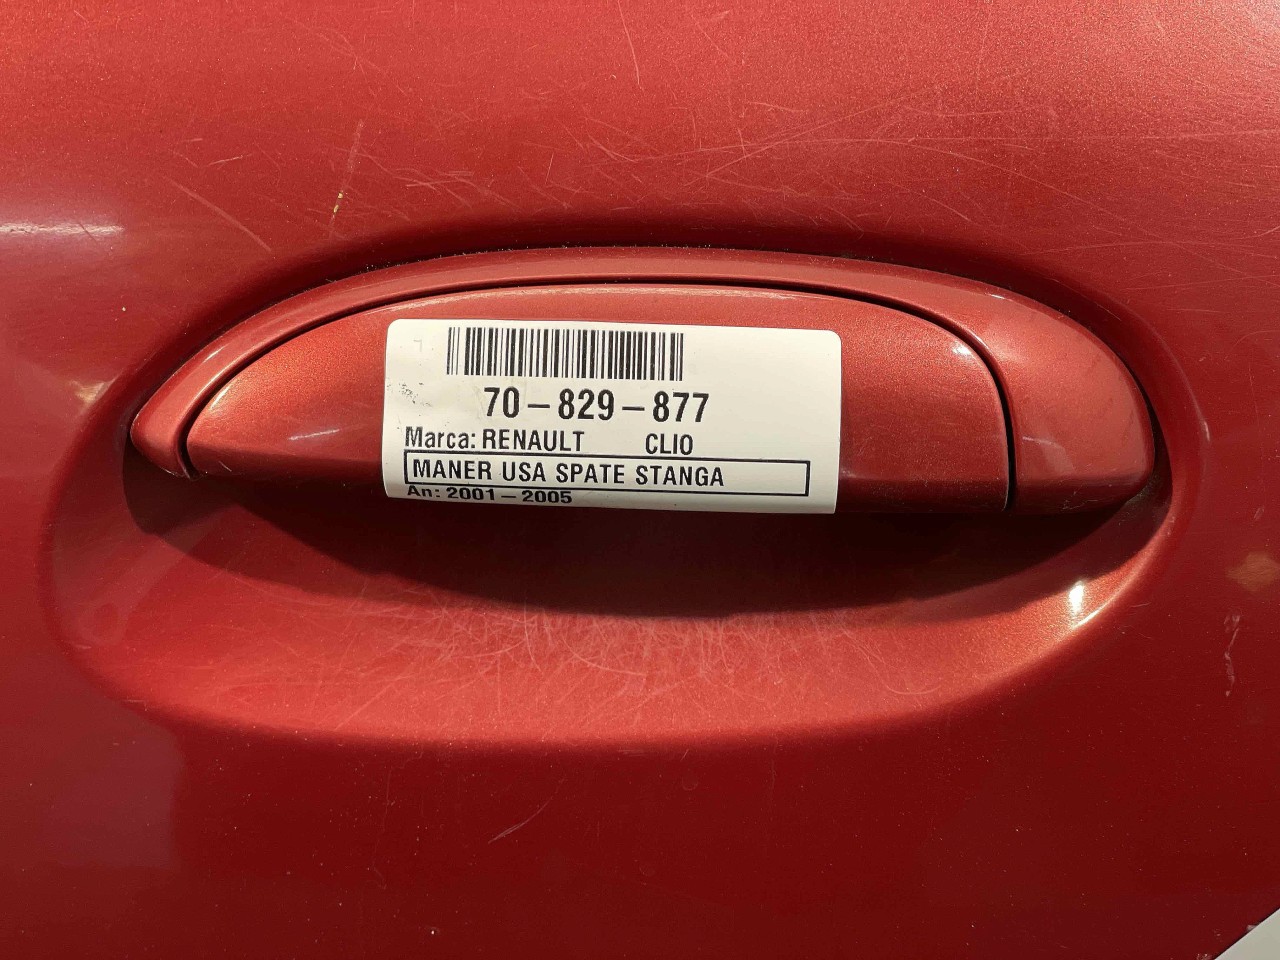 70-829-877
Marca: RENAULT CLIO
MANER USA SPATE STANGA
An: 2001-2005